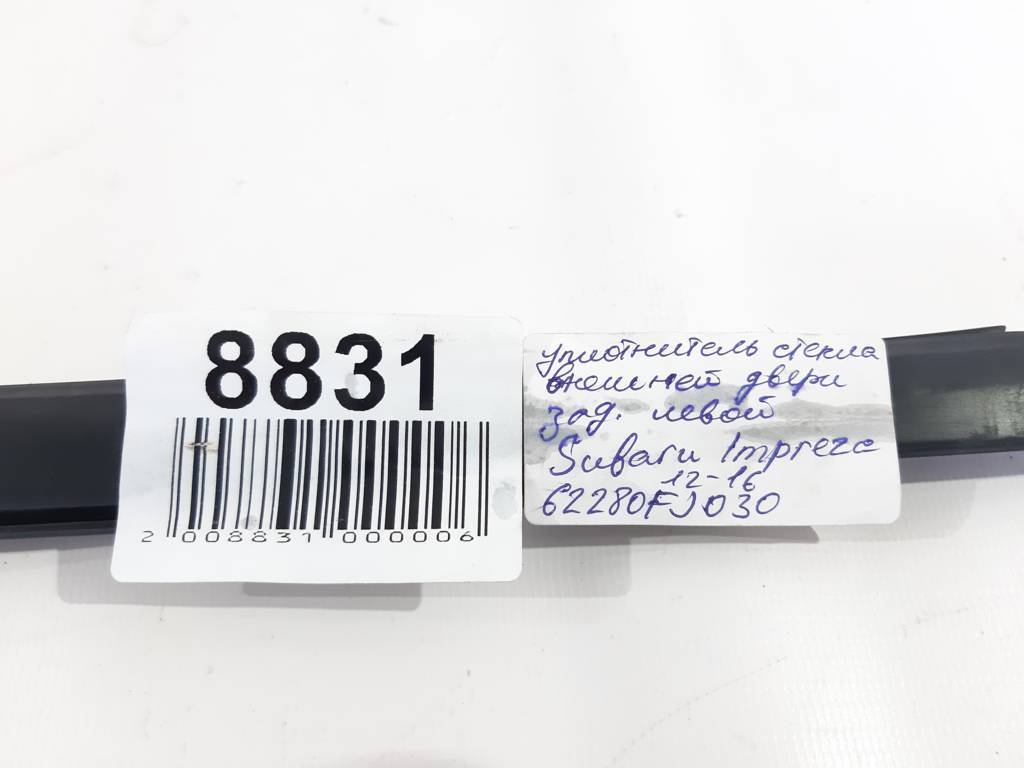 8831
2 008831 000006
уплотнитель стекла
внешней двери
зад. левой
Subaru Impreza
12-16
62280FJ030